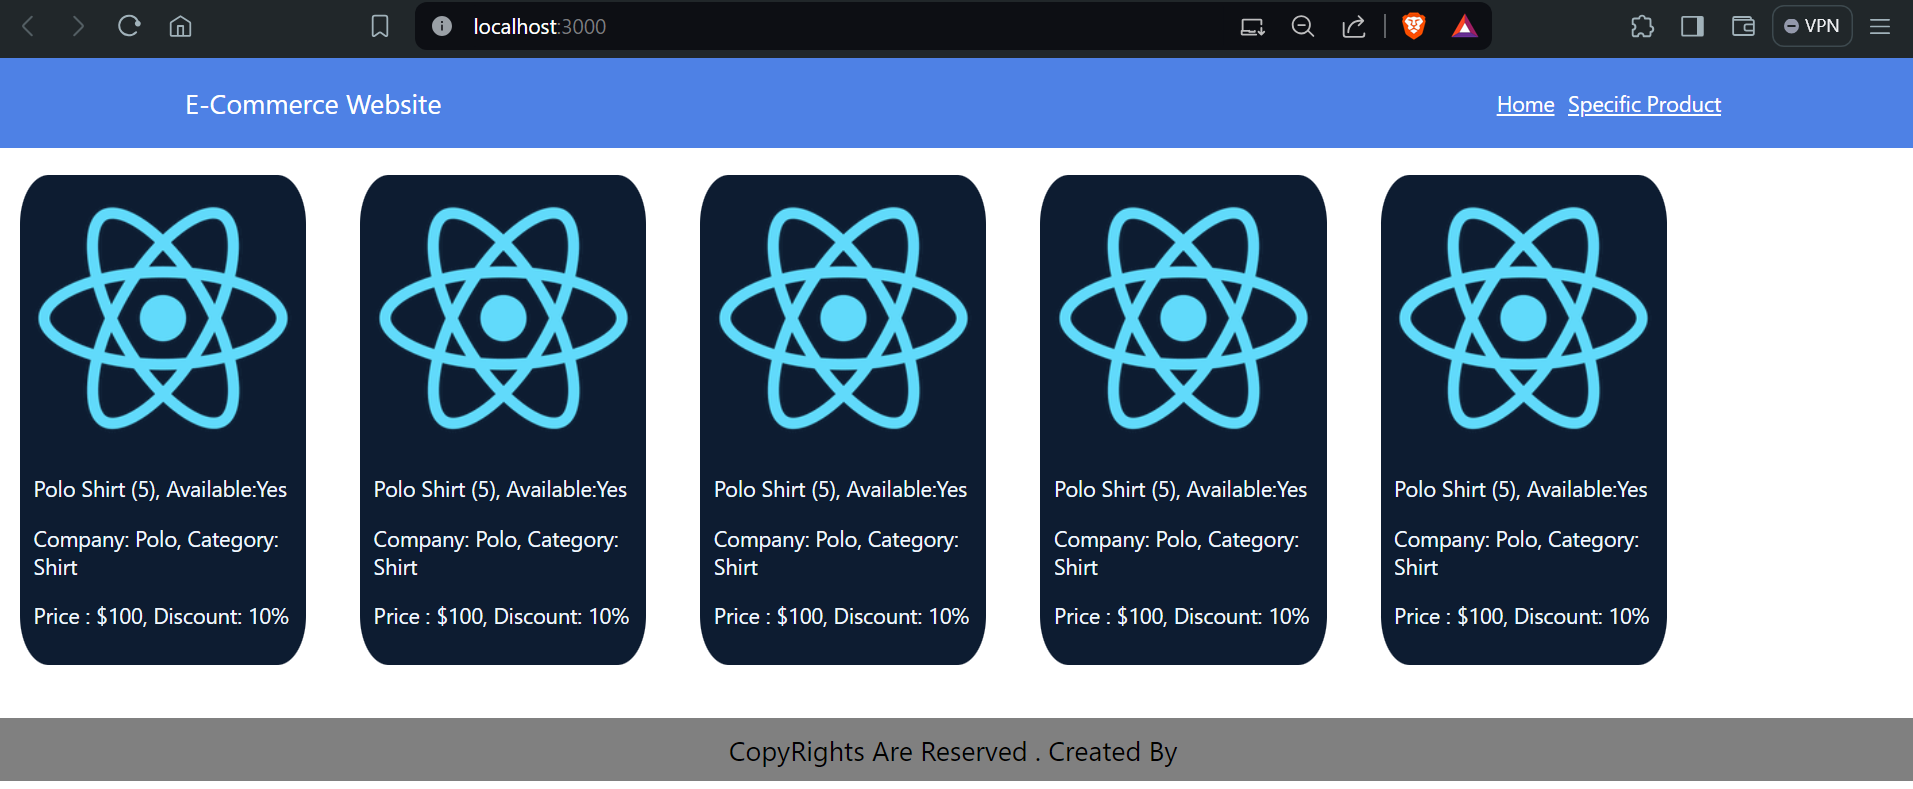 localhost:3000
VPN
E-Commerce Website
Home Specific Product
Polo Shirt (5), Available:Yes
Company: Polo, Category:
Shirt
Price : $100, Discount: 10%
Polo Shirt (5), Available:Yes
Company: Polo, Category:
Shirt
Price : $100, Discount: 10%
Polo Shirt (5), Available:Yes
Company: Polo, Category:
Shirt
Price : $100, Discount: 10%
Polo Shirt (5), Available:Yes
Company: Polo, Category:
Shirt
Price : $100, Discount: 10%
Polo Shirt (5), Available:Yes
Company: Polo, Category:
Shirt
Price : $100, Discount: 10%
CopyRights Are Reserved . Created By